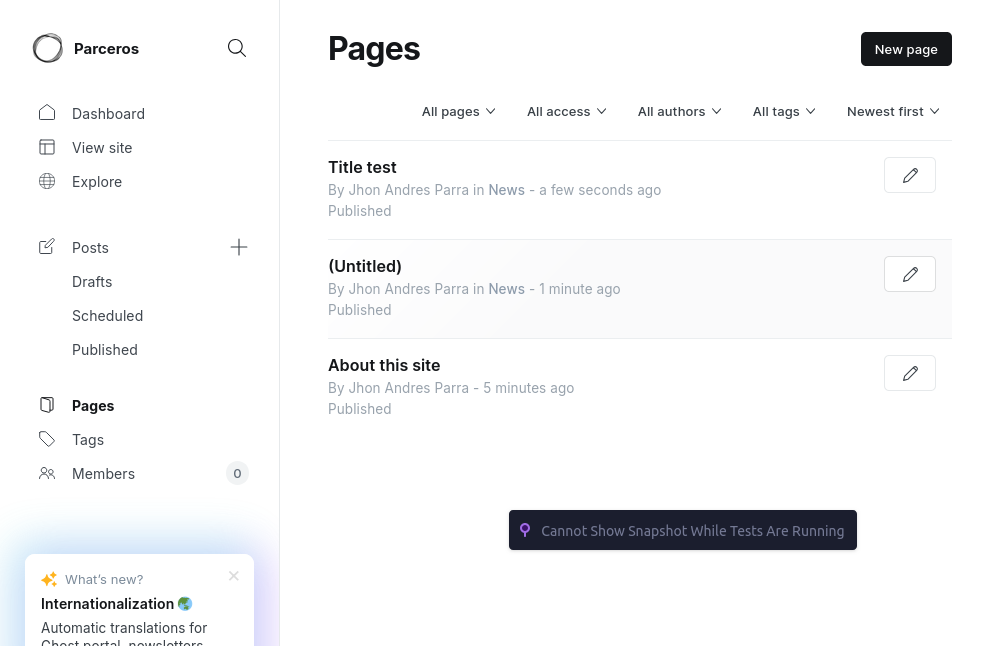 Parceros
Dashboard
View site
Explore
Posts
Drafts
Scheduled
Published
Pages
Tags
Members 0
What's new?
Internationalization
Automatic translations for
Ghost portal, newsletters
Pages
New page
All pages All access All authors All tags Newest first
Title test
By Jhon Andres Parra in News - a few seconds ago
Published
(Untitled)
By Jhon Andres Parra in News - 1 minute ago
Published
About this site
By Jhon Andres Parra - 5 minutes ago
Published
Cannot Show Snapshot While Tests Are Running